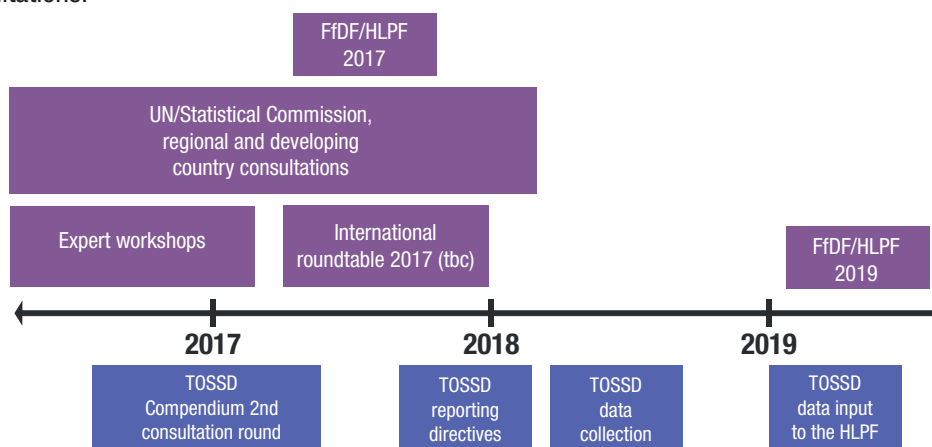 FfDF/HLPF
2017
UN/Statistical Commission,
regional and developing
country consultations
Expert workshops
International
roundtable 2017 (tbc)
FfDF/HLPF
2019
2017
2018
2019
TOSSD
Compendium 2nd
consultation round
TOSSD
reporting
directives
TOSSD
data
collection
TOSSD
data input
to the HLPF